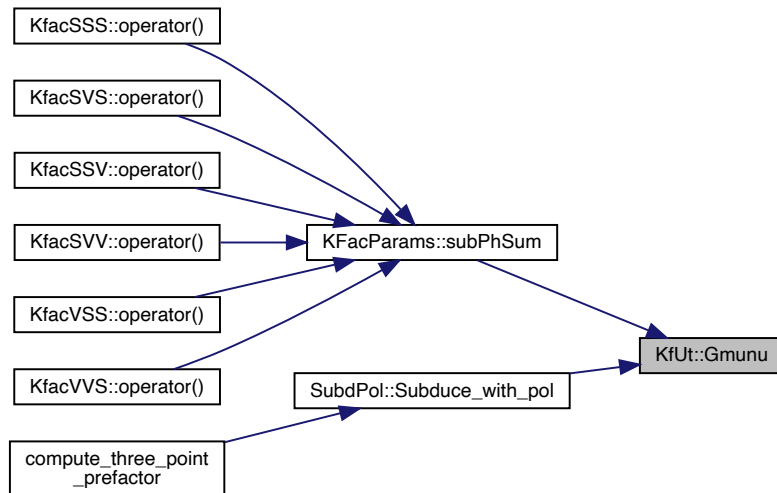 KfacSSS::operator()
KfacSVS::operator()
KfacSSV::operator()
KfacSVV::operator()
KFacParams::subPhSum
KfacVSS::operator()
KfUt::Gmunu
KfacVVS::operator()
SubdPol::Subduce_with_pol
compute_three_point
_prefactor